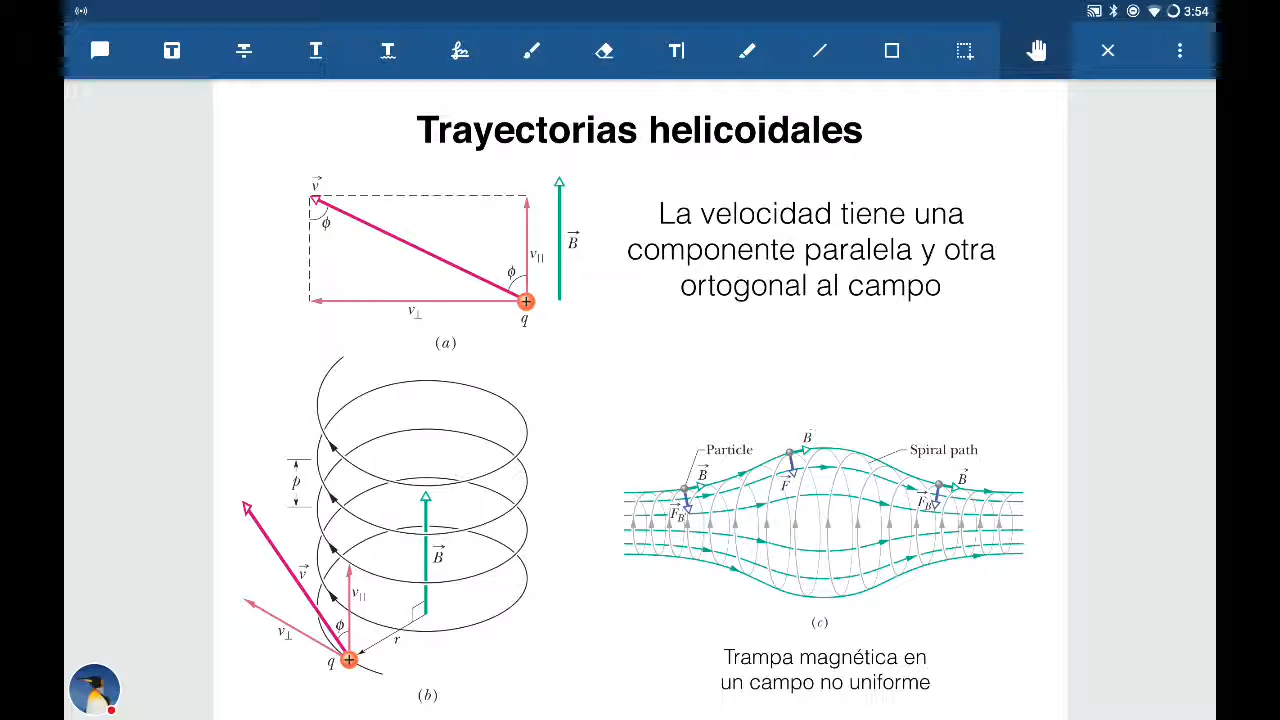 3:54
Trayectorias helicoidales
v
ϕ
B
v||
ϕ
v⊥
q
(a)
La velocidad tiene una
componente paralela y otra
ortogonal al campo
p
B
v
v||
v⊥
ϕ
r
q
(b)
Particle
B
Spiral path
B
F
B
F_B
F_B
(c)
Trampa magnética en
un campo no uniforme